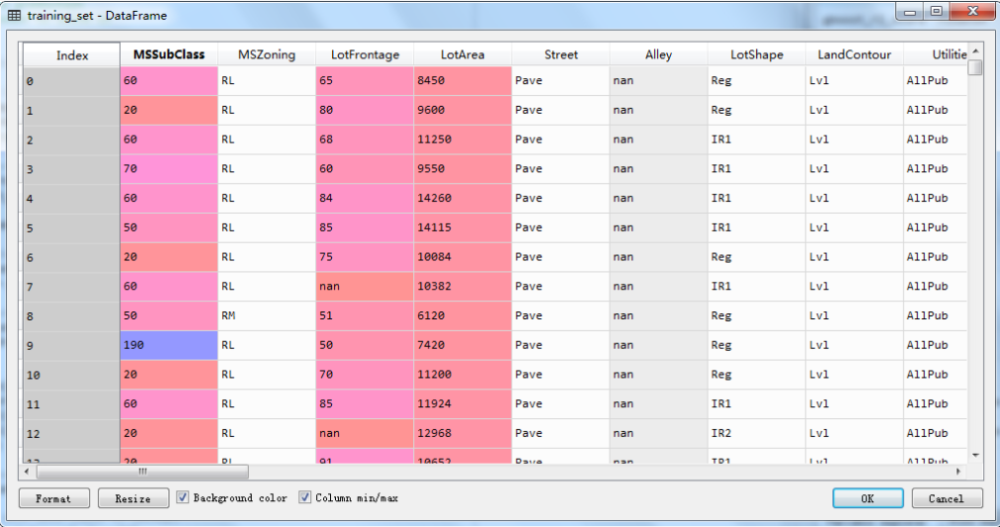 training_set - DataFrame
Index MSSubClass MSZoning LotFrontage LotArea Street Alley LotShape LandContour Utilitie
0 60 RL 65 8450 Pave nan Reg Lvl AllPub
1 20 RL 80 9600 Pave nan Reg Lvl AllPub
2 60 RL 68 11250 Pave nan IR1 Lvl AllPub
3 70 RL 60 9550 Pave nan IR1 Lvl AllPub
4 60 RL 84 14260 Pave nan IR1 Lvl AllPub
5 50 RL 85 14115 Pave nan IR1 Lvl AllPub
6 20 RL 75 10084 Pave nan Reg Lvl AllPub
7 60 RL nan 10382 Pave nan IR1 Lvl AllPub
8 50 RM 51 6120 Pave nan Reg Lvl AllPub
9 190 RL 50 7420 Pave nan Reg Lvl AllPub
10 20 RL 70 11200 Pave nan Reg Lvl AllPub
11 60 RL 85 11924 Pave nan IR1 Lvl AllPub
12 20 RL nan 12968 Pave nan IR2 Lvl AllPub
13 20 RL 91 10652 Pave nan IR1 Lvl AllPub
Format Resize Background color Column min/max OK Cancel